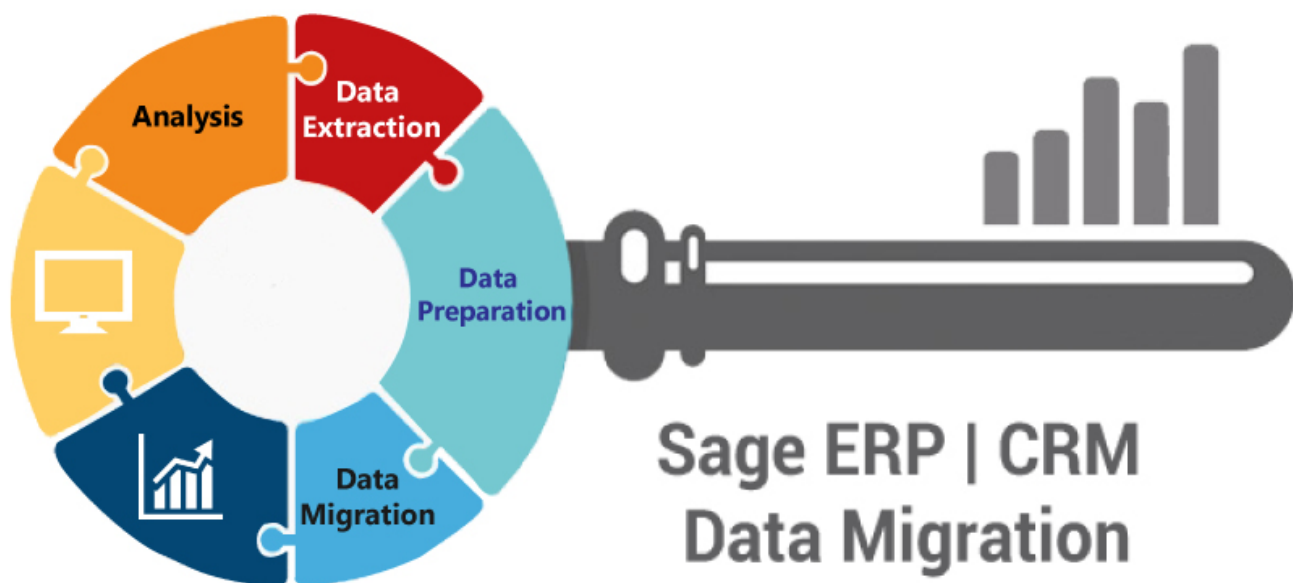 Analysis
Data
Extraction
Data
Preparation
Data
Migration
Sage ERP | CRM
Data Migration